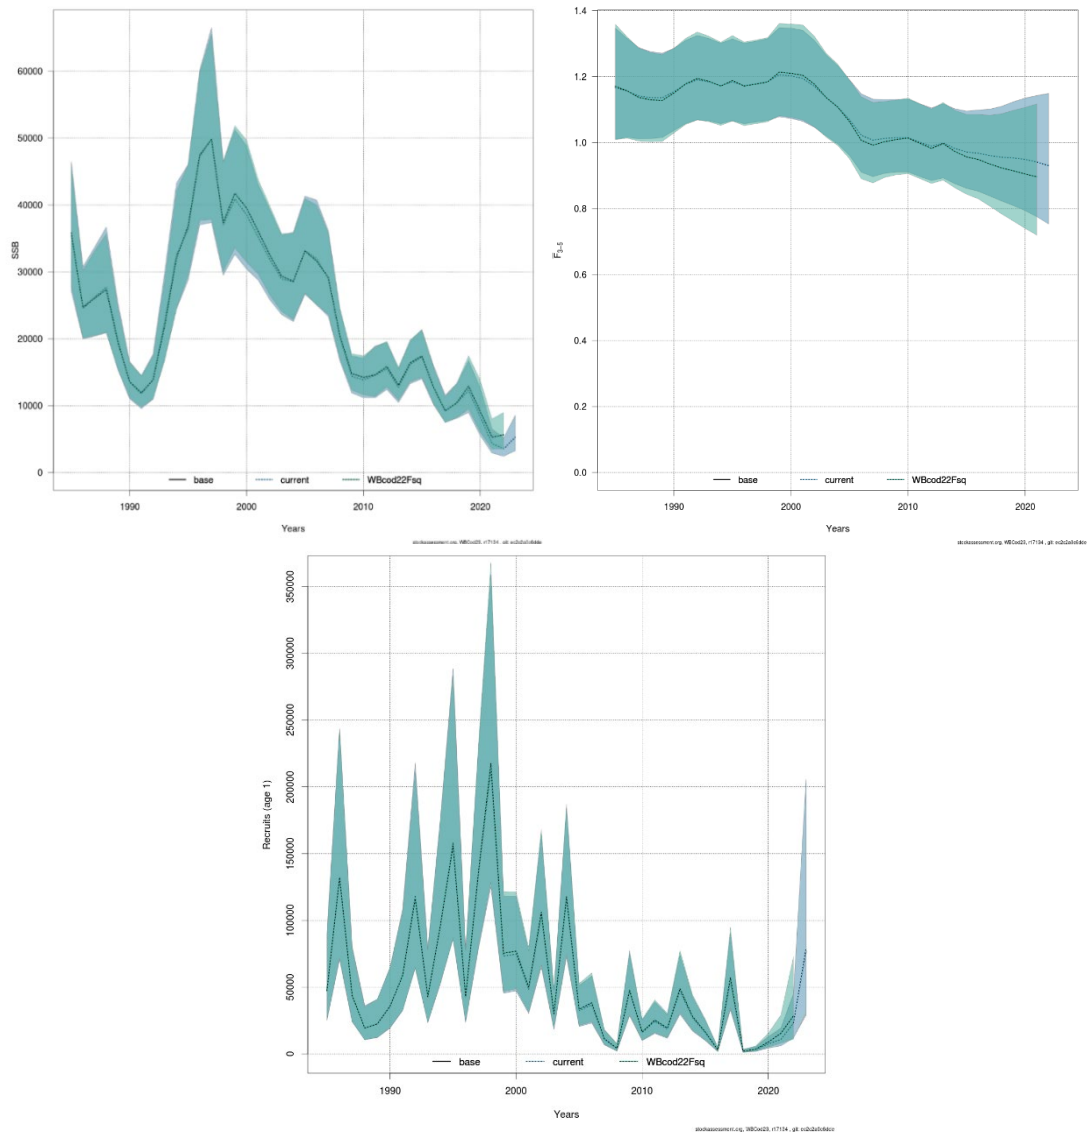 60000
50000
40000
30000
20000
10000
0
SSB
base current WBcod22Fsq
1990 2000 2010 2020
Years
1.4
1.2
1.0
0.8
0.6
0.4
0.2
0.0
F̅3−5
base current WBcod22Fsq
1990 2000 2010 2020
Years
350000
300000
250000
200000
150000
100000
50000
0
Recruits (age 1)
base current WBcod22Fsq
1990 2000 2010 2020
Years